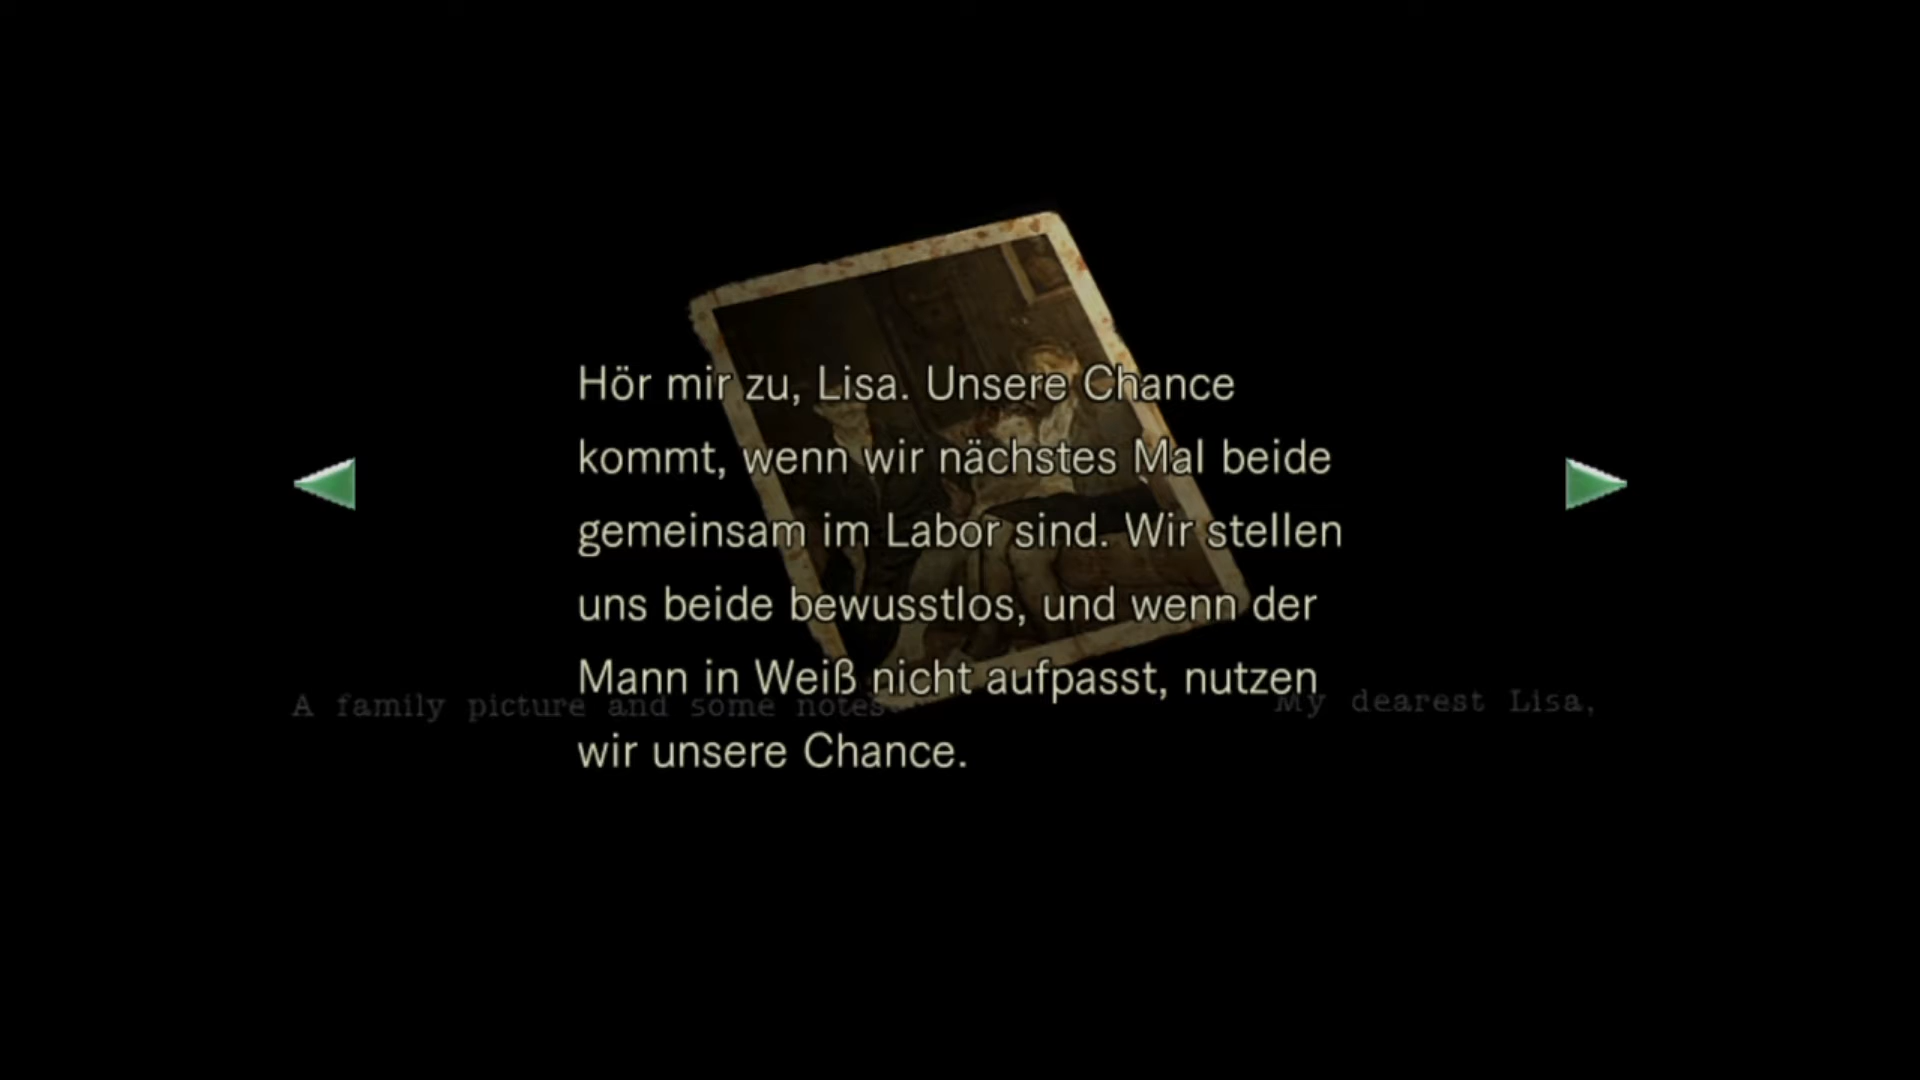 Hör mir zu, Lisa. Unsere Chance
kommt, wenn wir nächstes Mal beide
gemeinsam im Labor sind. Wir stellen
uns beide bewusstlos, und wenn der
Mann in Weiß nicht aufpasst, nutzen
wir unsere Chance.
A family picture and some notes
My dearest Lisa,